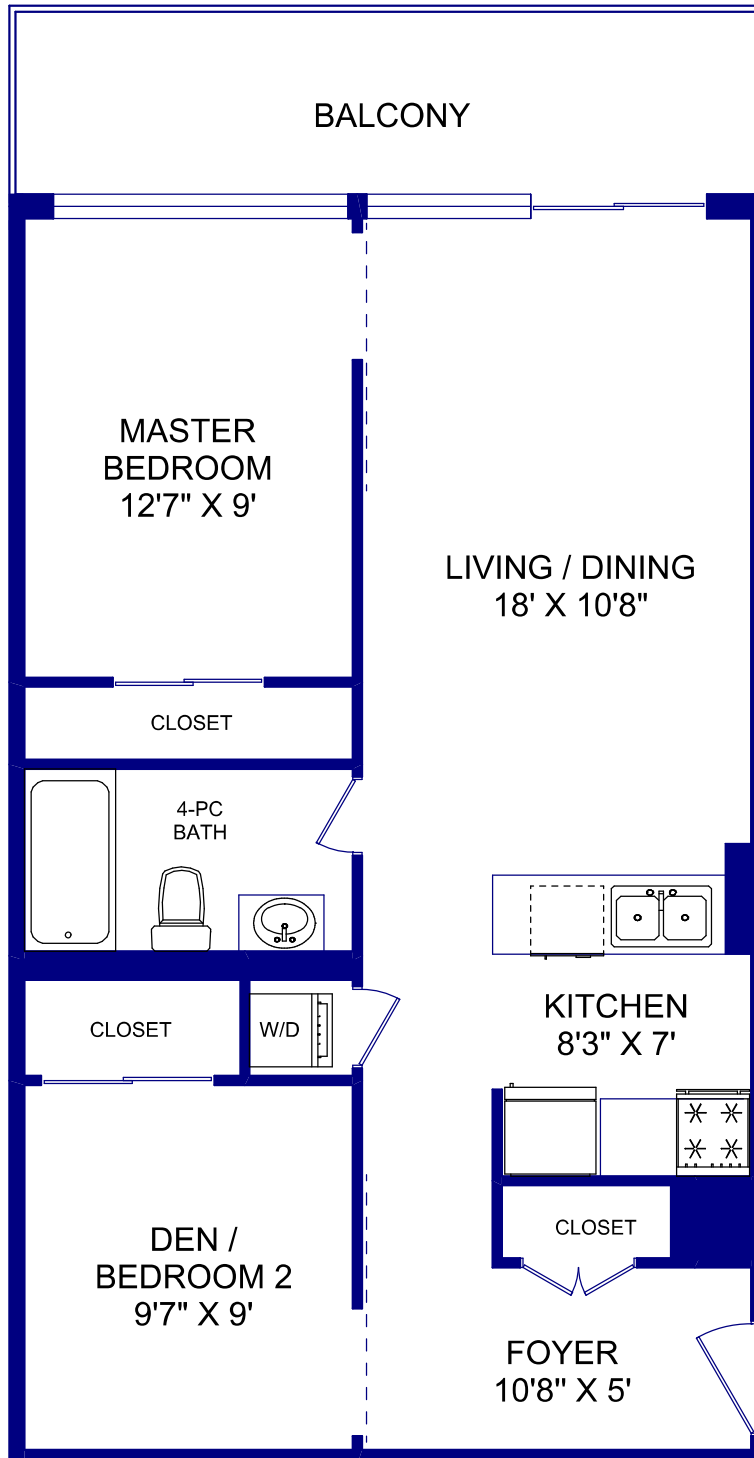 BALCONY
MASTER
BEDROOM
12'7" X 9'
LIVING / DINING
18' X 10'8"
CLOSET
4-PC
BATH
KITCHEN
8'3" X 7'
CLOSET
W/D
CLOSET
DEN /
BEDROOM 2
9'7" X 9'
FOYER
10'8" X 5'